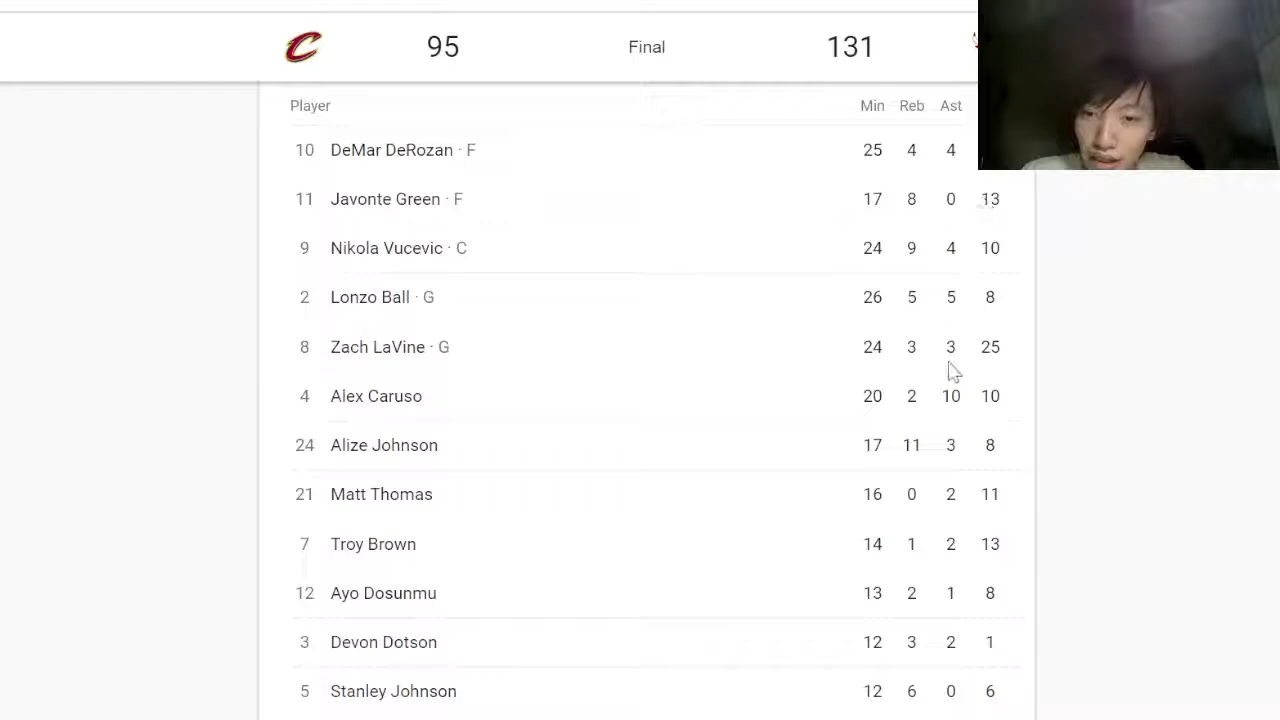 95 Final 131
Player Min Reb Ast
10 DeMar DeRozan · F 25 4 4
11 Javonte Green · F 17 8 0 13
9 Nikola Vucevic · C 24 9 4 10
2 Lonzo Ball · G 26 5 5 8
8 Zach LaVine · G 24 3 3 25
4 Alex Caruso 20 2 10 10
24 Alize Johnson 17 11 3 8
21 Matt Thomas 16 0 2 11
7 Troy Brown 14 1 2 13
12 Ayo Dosunmu 13 2 1 8
3 Devon Dotson 12 3 2 1
5 Stanley Johnson 12 6 0 6